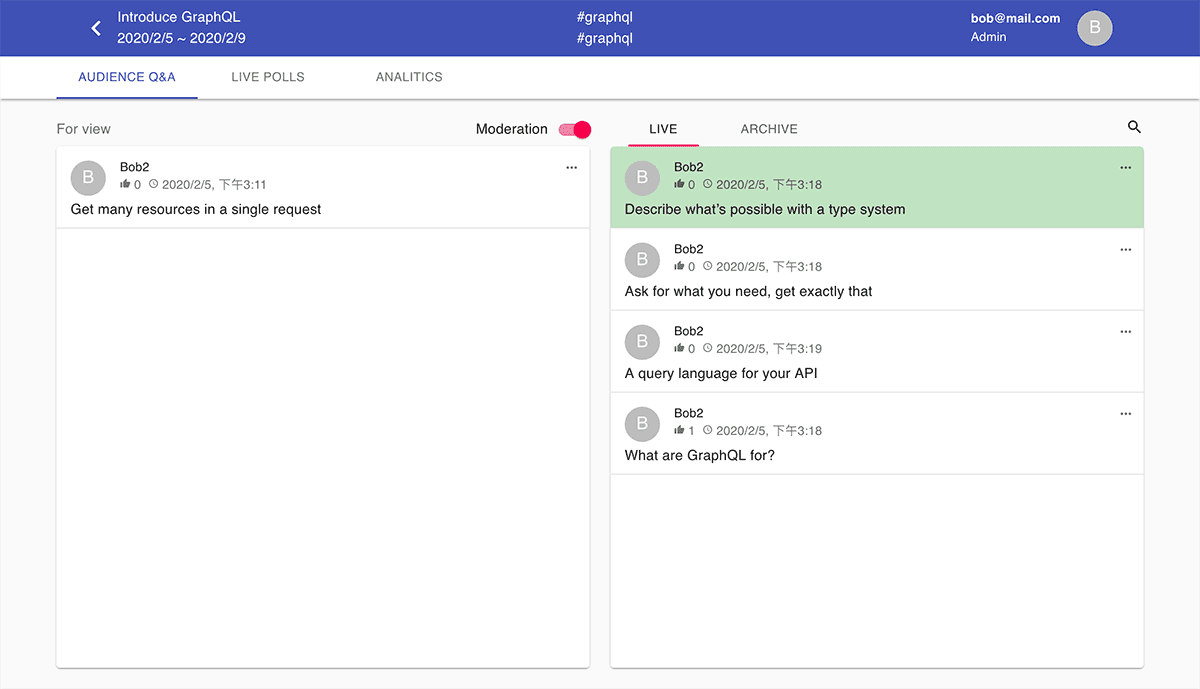 Introduce GraphQL
2020/2/5 ~ 2020/2/9
#graphql
#graphql
bob@mail.com
Admin
B
AUDIENCE Q&A
LIVE POLLS
ANALITICS
For view
Moderation
B
Bob2
0 2020/2/5, 下午3:11
Get many resources in a single request
LIVE
ARCHIVE
B
Bob2
0 2020/2/5, 下午3:18
Describe what’s possible with a type system
B
Bob2
0 2020/2/5, 下午3:18
Ask for what you need, get exactly that
B
Bob2
0 2020/2/5, 下午3:19
A query language for your API
B
Bob2
1 2020/2/5, 下午3:18
What are GraphQL for?